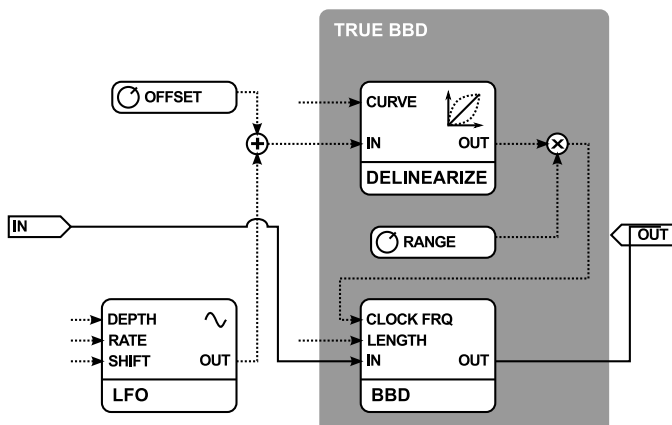 TRUE BBD
OFFSET
CURVE
IN OUT
DELINEARIZE
RANGE
IN
OUT
DEPTH
RATE
SHIFT OUT
LFO
CLOCK FRQ
LENGTH
IN OUT
BBD